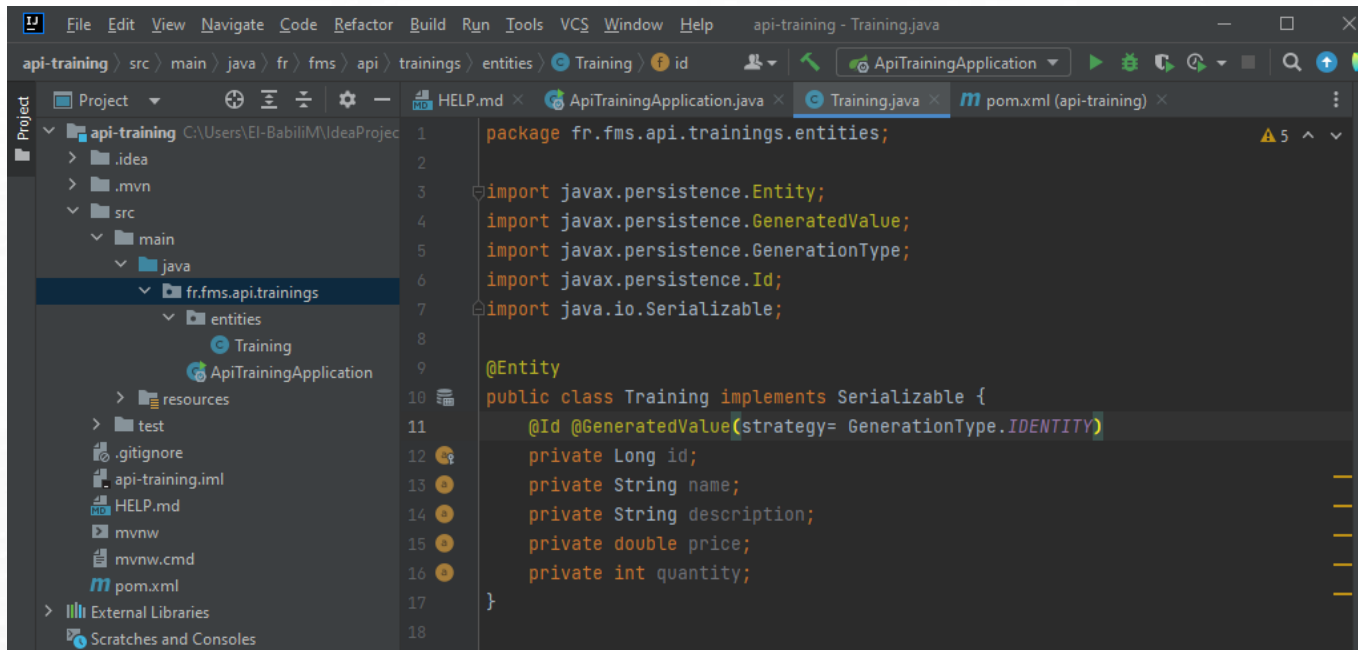 IJ File Edit View Navigate Code Refactor Build Run Tools VCS Window Help api-training - Training.java
api-training 〉 src 〉 main 〉 java 〉 fr 〉 fms 〉 api 〉 trainings 〉 entities 〉 C Training 〉 f id ApiTrainingApplication
Project
Project HELP.md ApiTrainingApplication.java Training.java m pom.xml (api-training)
api-training C:\Users\El-BabiliM\IdeaProjec
.idea
.mvn
src
main
java
fr.fms.api.trainings
entities
Training
ApiTrainingApplication
resources
test
.gitignore
api-training.iml
HELP.md
mvnw
mvnw.cmd
pom.xml
External Libraries
Scratches and Consoles
5
1 package fr.fms.api.trainings.entities;
2
3 import javax.persistence.Entity;
4 import javax.persistence.GeneratedValue;
5 import javax.persistence.GenerationType;
6 import javax.persistence.Id;
7 import java.io.Serializable;
8
9 @Entity
10 public class Training implements Serializable {
11 @Id @GeneratedValue(strategy= GenerationType.IDENTITY)
12 private Long id;
13 private String name;
14 private String description;
15 private double price;
16 private int quantity;
17 }
18